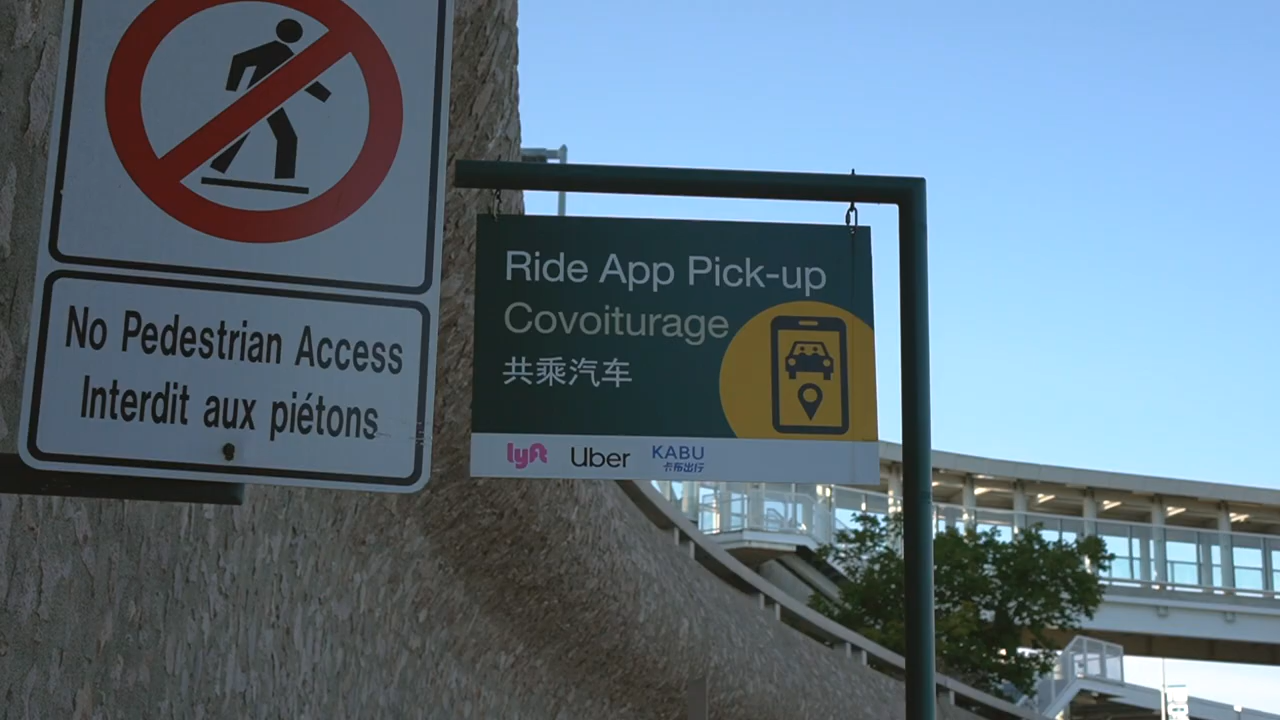 No Pedestrian Access
Interdit aux piétons
Ride App Pick-up
Covoiturage
共乘汽车
lyft Uber KABU
卡布出行